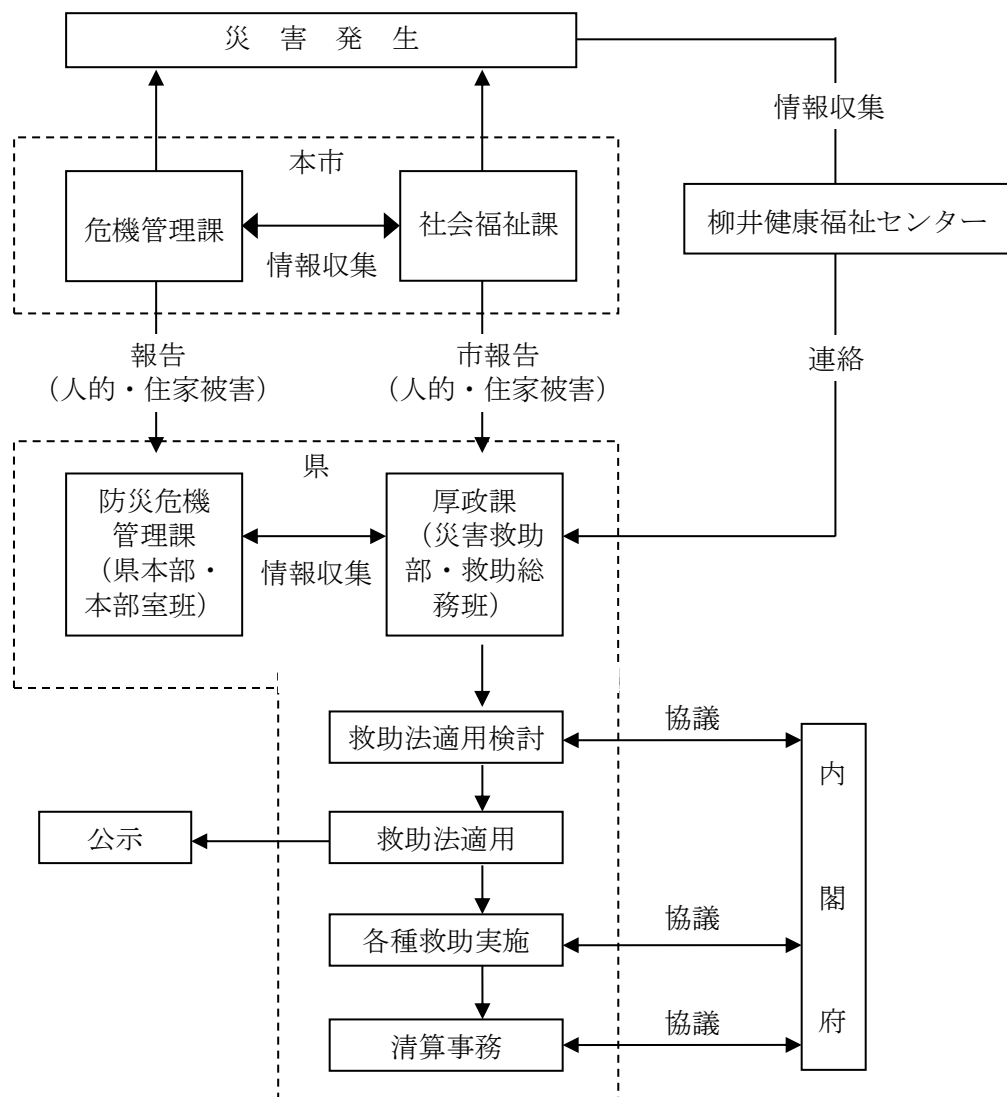 災 害 発 生
情報収集
本市
危機管理課
社会福祉課
情報収集
柳井健康福祉センター
報告
(人的・住家被害)
市報告
(人的・住家被害)
連絡
県
防災危機
管理課
(県本部・
本部室班)
情報収集
厚政課
(災害救助
部・救助総
務班)
救助法適用検討
協議
内
閣
府
公示
救助法適用
各種救助実施
協議
清算事務
協議